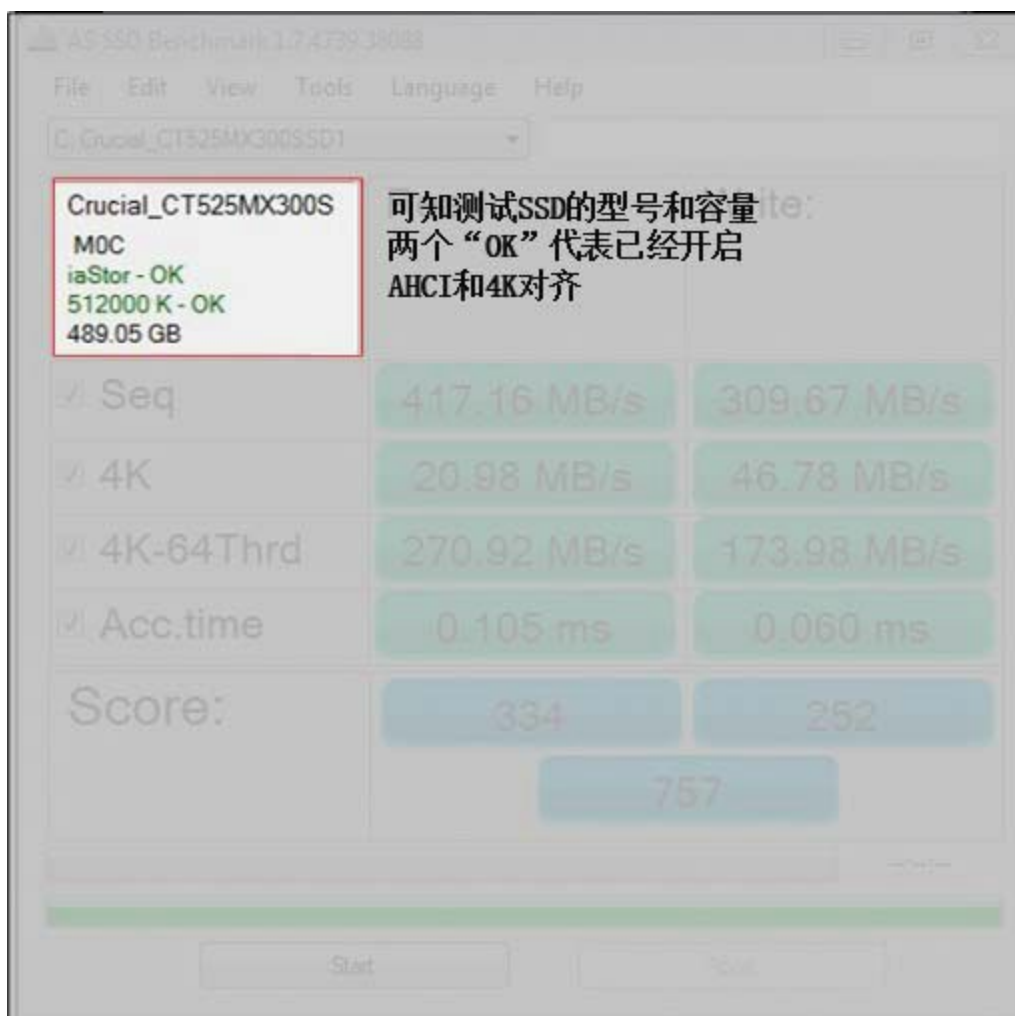 AS SSD Benchmark 1.7.4739.38088
File Edit View Tools Language Help
C: Crucial_CT525MX300SSD1
Crucial_CT525MX300S
M0C
iaStor - OK
512000 K - OK
489.05 GB
可知测试SSD的型号和容量
两个“OK”代表已经开启
AHCI和4K对齐
ite:
Seq 417.16 MB/s 309.67 MB/s
4K 20.98 MB/s 46.78 MB/s
4K-64Thrd 270.92 MB/s 173.98 MB/s
Acc.time 0.105 ms 0.060 ms
Score: 334 252
757
--:--:--
Start